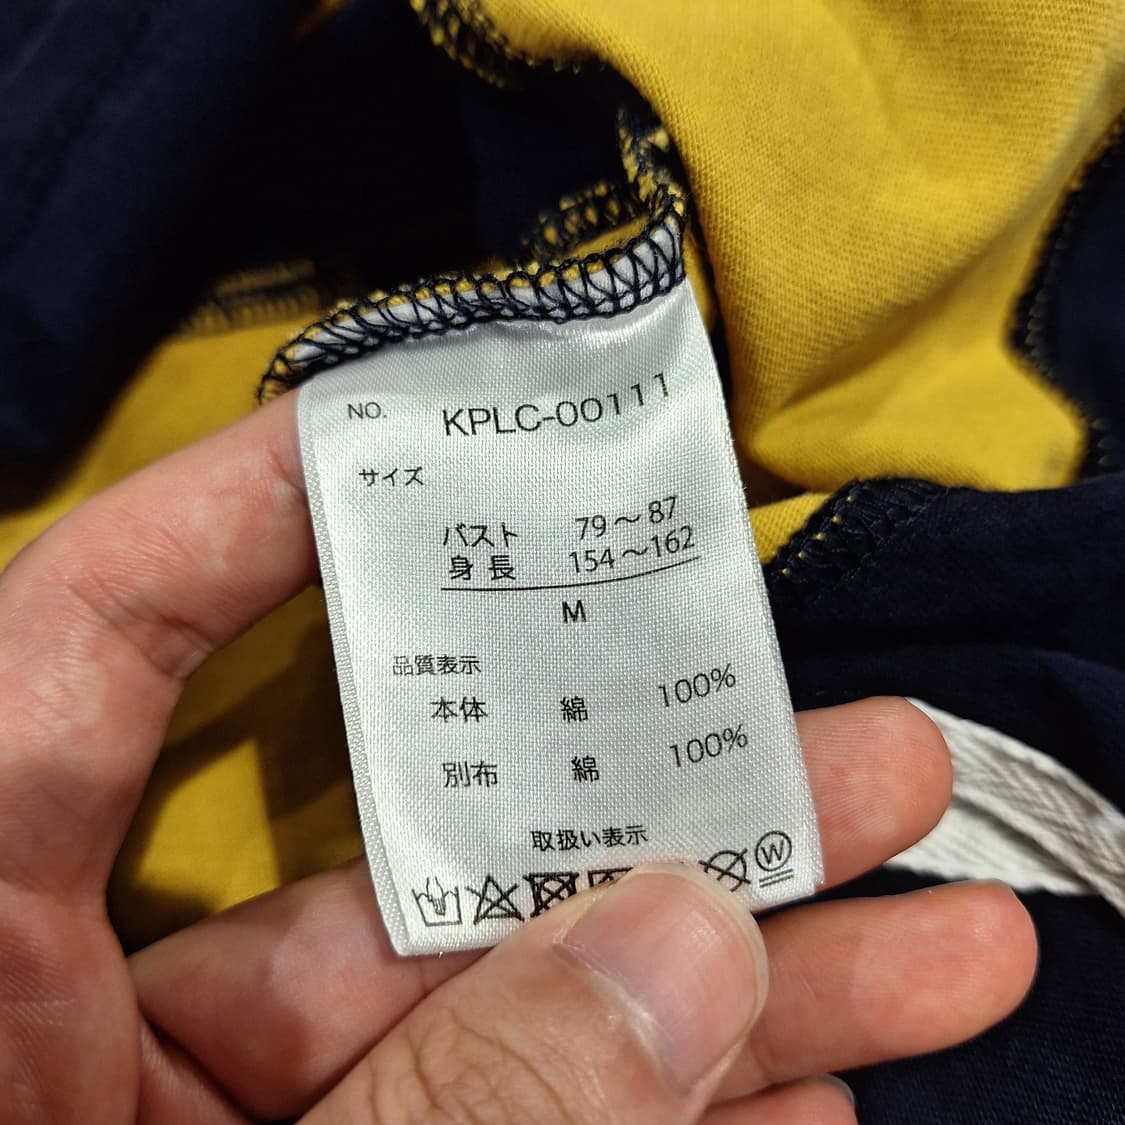 NO. KPLC-00111
サイズ
バスト 79～87
身長 154～162
M
品質表示
本体 綿 100%
別布 綿 100%
取扱い表示
W